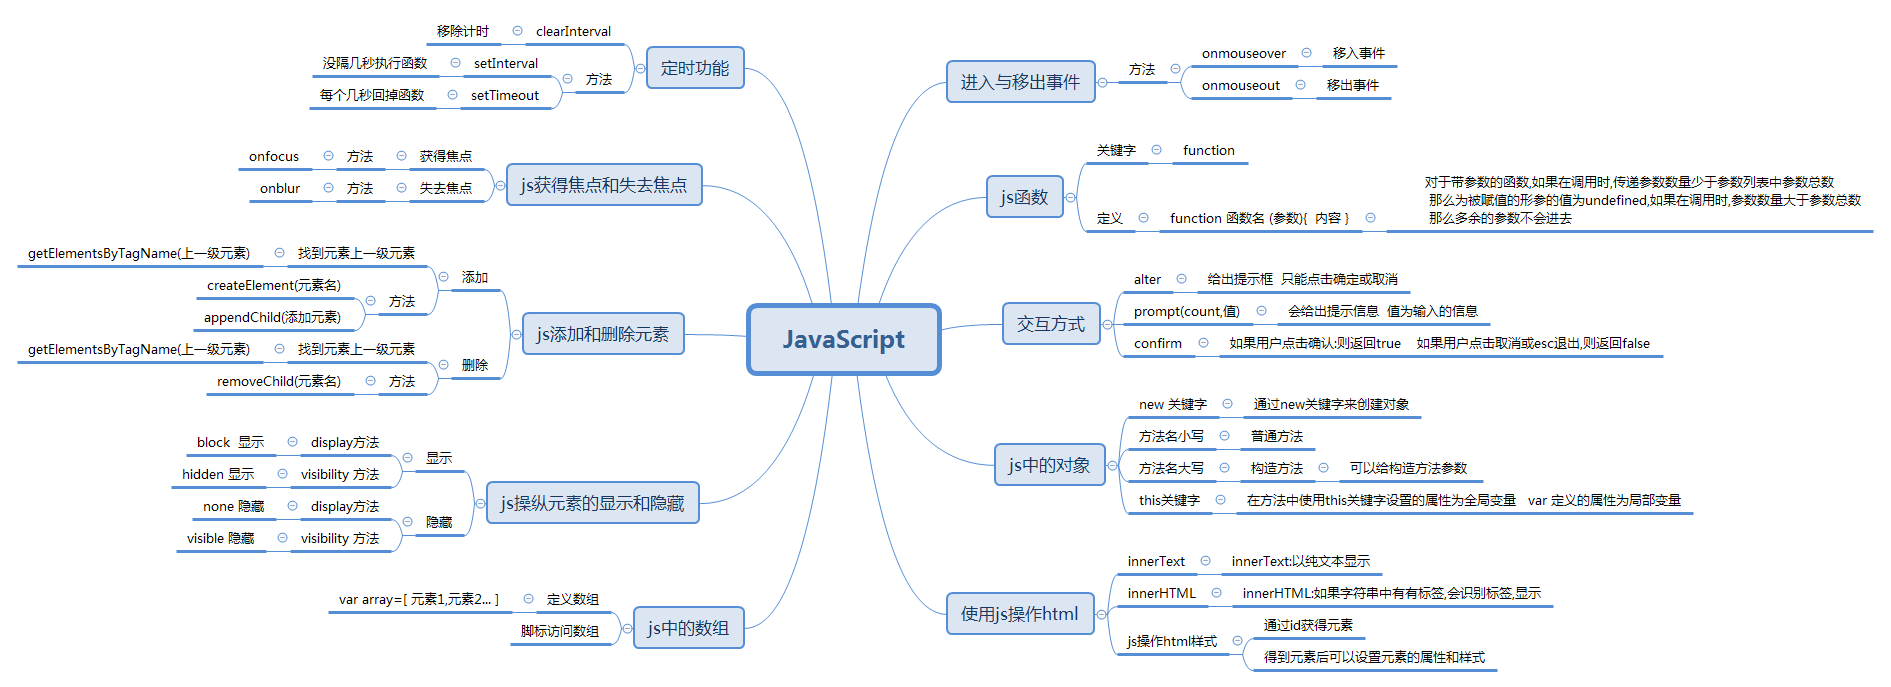 JavaScript
定时功能
移除计时
clearInterval
没隔几秒执行函数
setInterval
方法
每个几秒回掉函数
setTimeout
js获得焦点和失去焦点
onfocus
方法
获得焦点
onblur
方法
失去焦点
js添加和删除元素
getElementsByTagName(上一级元素)
找到元素上一级元素
添加
createElement(元素名)
方法
appendChild(添加元素)
getElementsByTagName(上一级元素)
找到元素上一级元素
删除
removeChild(元素名)
方法
js操纵元素的显示和隐藏
block 显示
display方法
显示
hidden 显示
visibility 方法
none 隐藏
display方法
隐藏
visible 隐藏
visibility 方法
js中的数组
var array=[ 元素1,元素2... ]
定义数组
脚标访问数组
进入与移出事件
方法
onmouseover
移入事件
onmouseout
移出事件
js函数
关键字
function
定义
function 函数名 (参数){ 内容 }
对于带参数的函数,如果在调用时,传递参数数量少于参数列表中参数总数
那么为被赋值的形参的值为undefined,如果在调用时,参数数量大于参数总数
那么多余的参数不会进去
交互方式
alter
给出提示框 只能点击确定或取消
prompt(count,值)
会给出提示信息 值为输入的信息
confirm
如果用户点击确认:则返回true 如果用户点击取消或esc退出,则返回false
js中的对象
new 关键字
通过new关键字来创建对象
方法名小写
普通方法
方法名大写
构造方法
可以给构造方法参数
this关键字
在方法中使用this关键字设置的属性为全局变量 var 定义的属性为局部变量
使用js操作html
innerText
innerText:以纯文本显示
innerHTML
innerHTML:如果字符串中有有标签,会识别标签,显示
js操作html样式
通过id获得元素
得到元素后可以设置元素的属性和样式